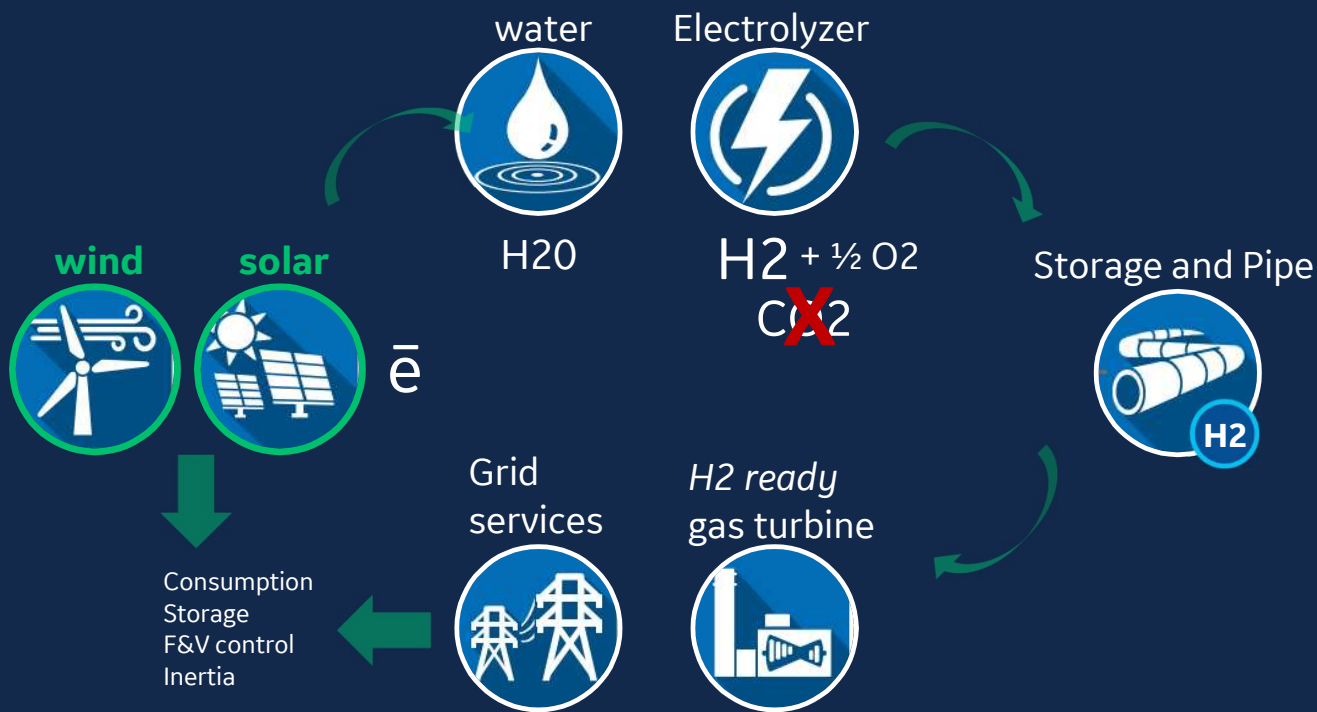 water
Electrolyzer
H20
H2 + ½ O2
CO2
X
wind
solar
ē
Storage and Pipe
H2
Grid
services
H2 ready
gas turbine
Consumption
Storage
F&V control
Inertia